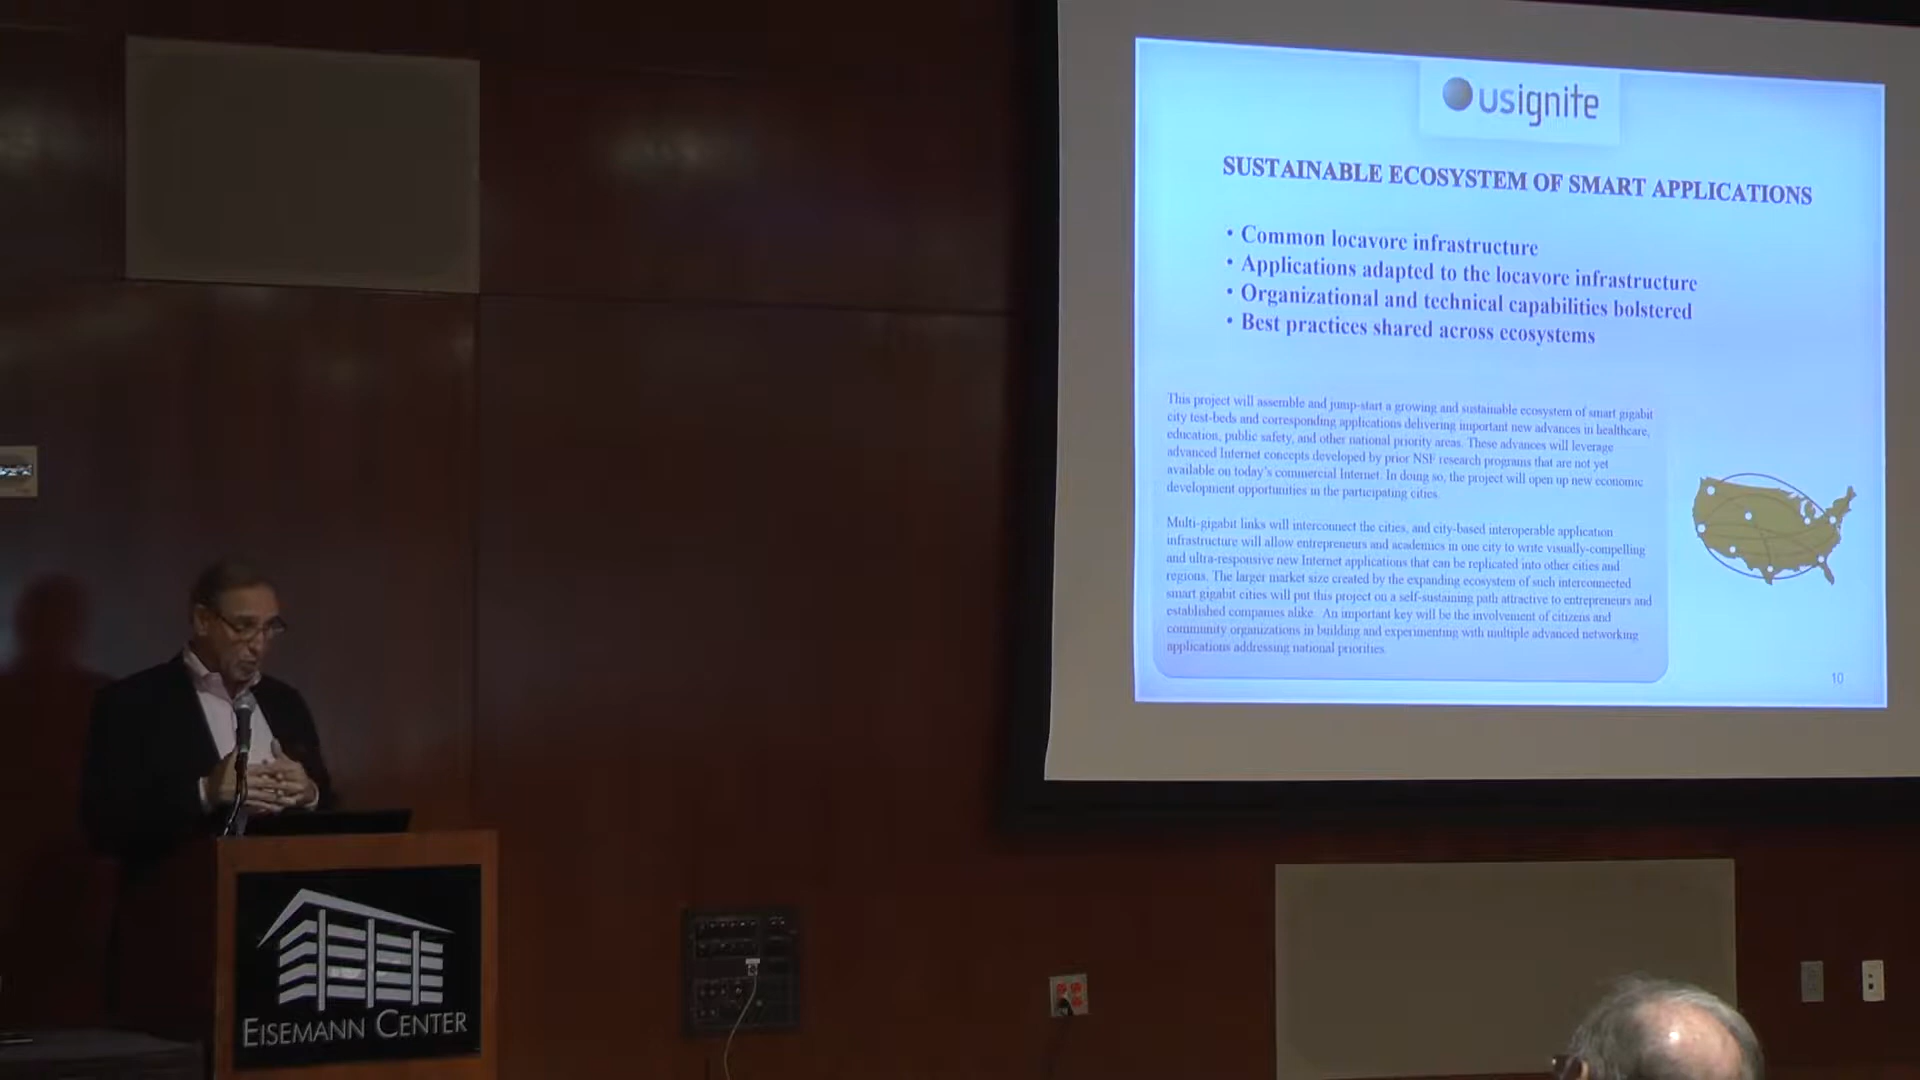 usignite
SUSTAINABLE ECOSYSTEM OF SMART APPLICATIONS
• Common locavore infrastructure
• Applications adapted to the locavore infrastructure
• Organizational and technical capabilities bolstered
• Best practices shared across ecosystems
This project will assemble and jump-start a growing and sustainable ecosystem of smart gigabit
city test-beds and corresponding applications delivering important new advances in healthcare,
education, public safety, and other national priority areas. These advances will leverage
advanced Internet concepts developed by prior NSF research programs that are not yet
available on today's commercial Internet. In doing so, the project will open up new economic
development opportunities in the participating cities.
Multi-gigabit links will interconnect the cities, and city-based interoperable application
infrastructure will allow entrepreneurs and academics in one city to write visually-compelling
and ultra-responsive new Internet applications that can be replicated into other cities and
regions. The larger market size created by the expanding ecosystem of such interconnected
smart gigabit cities will put this project on a self-sustaining path attractive to entrepreneurs and
established companies alike. An important key will be the involvement of citizens and
community organizations in building and experimenting with multiple advanced networking
applications addressing national priorities.
10
EISEMANN CENTER